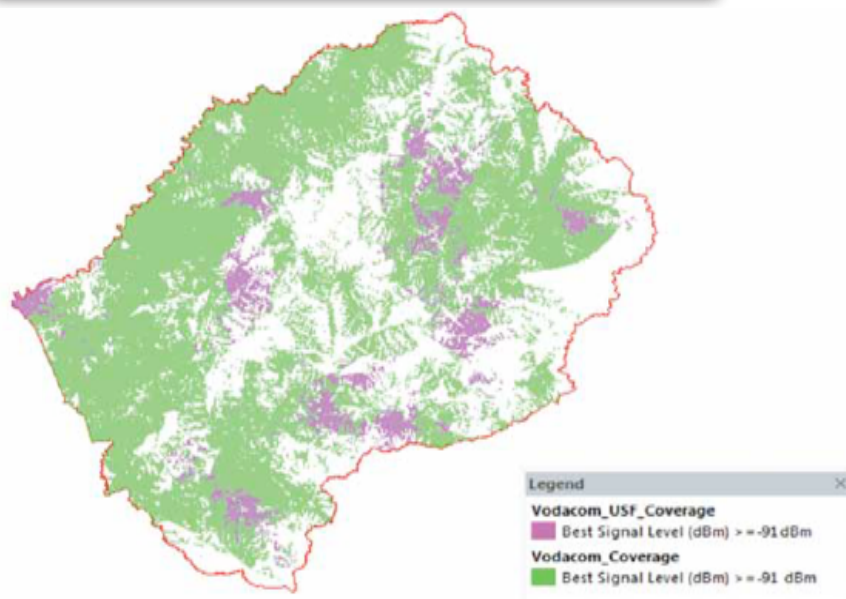 Legend
Vodacom_USF_Coverage
Best Signal Level (dBm) >=-91dBm
Vodacom_Coverage
Best Signal Level (dBm) >=-91 dBm